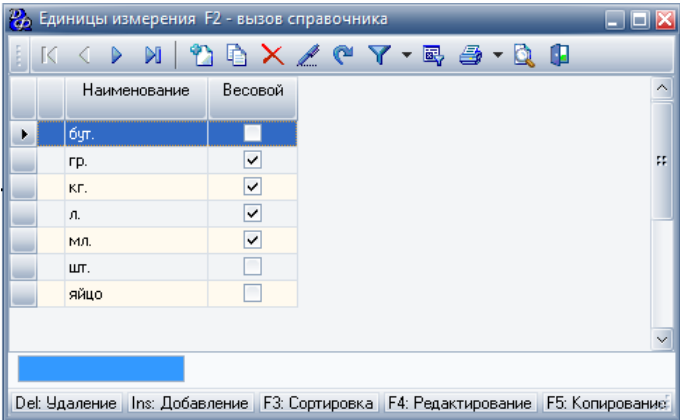 Единицы измерения F2 - вызов справочника
Наименование Весовой
бут.
гр.
кг.
л.
мл.
шт.
яйцо
Del: Удаление Ins: Добавление F3: Сортировка F4: Редактирование F5: Копирование